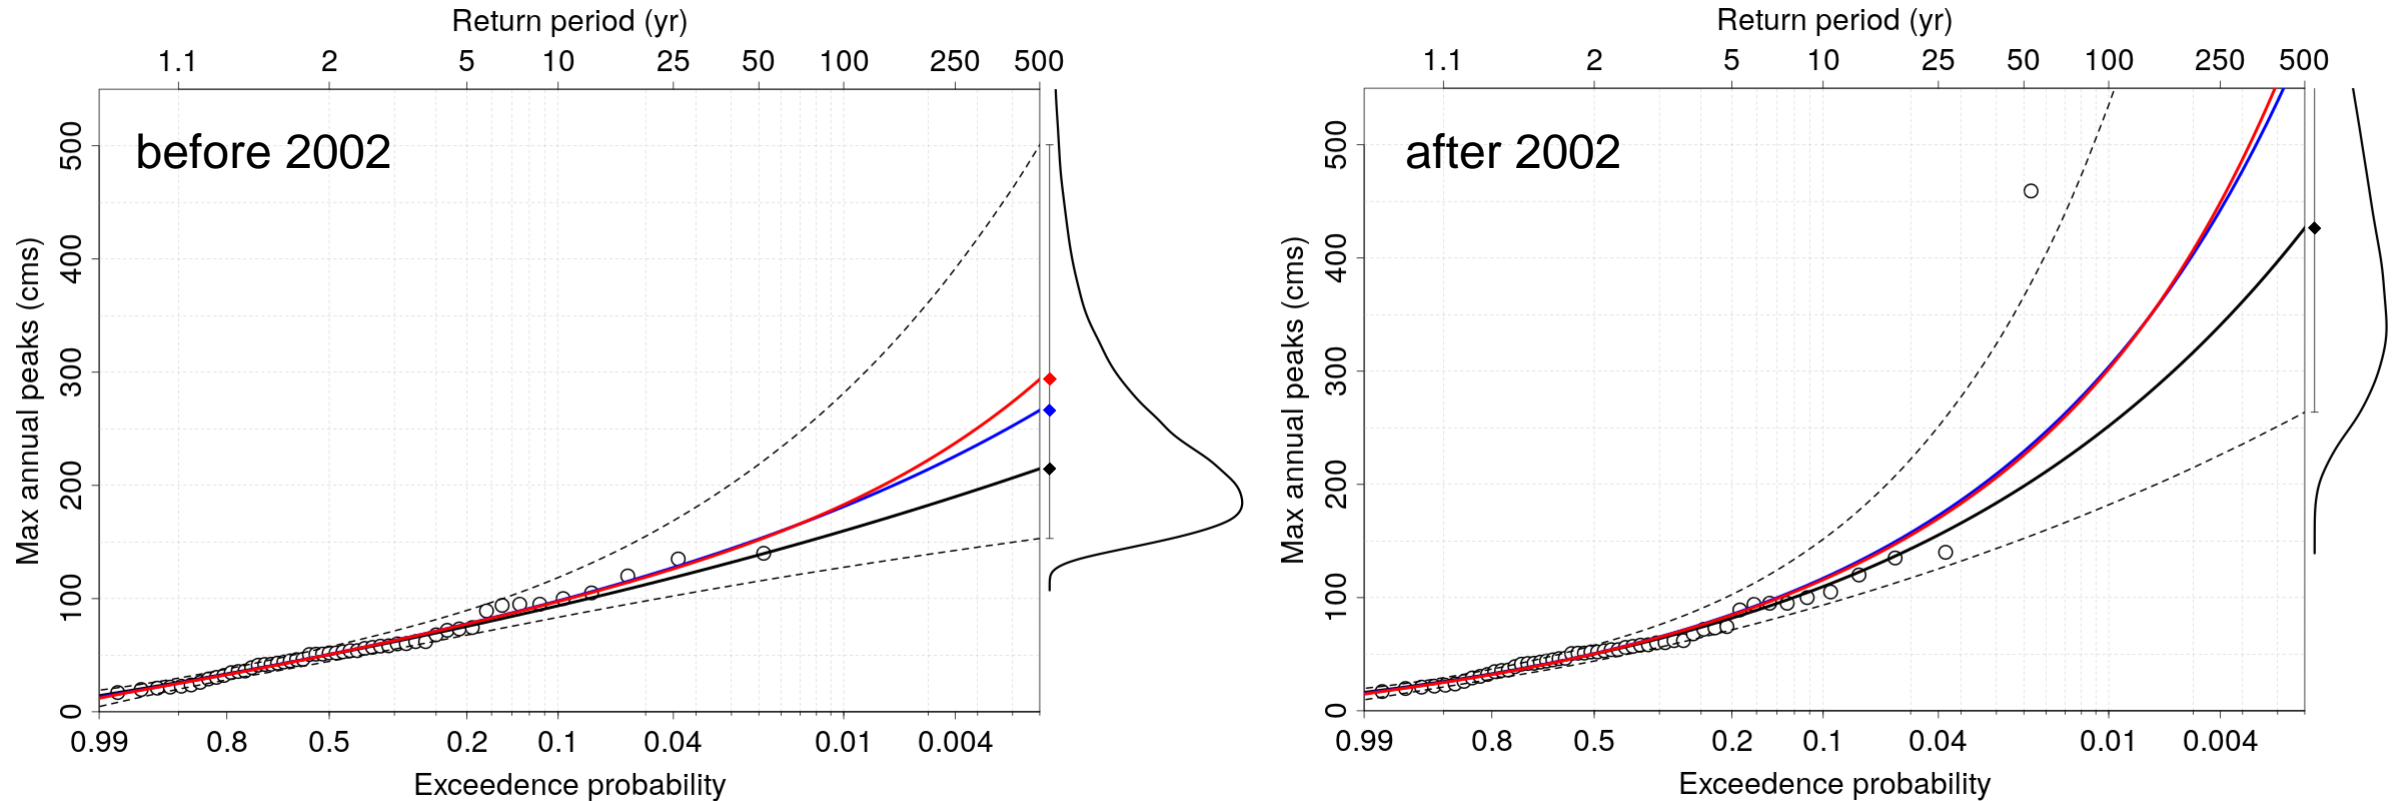 Return period (yr)
1.1 2 5 10 25 50 100 250 500
before 2002
Max annual peaks (cms)
500
400
300
200
100
0
0.99 0.8 0.5 0.2 0.1 0.04 0.01 0.004
Exceedence probability
Return period (yr)
1.1 2 5 10 25 50 100 250 500
after 2002
Max annual peaks (cms)
500
400
300
200
100
0
0.99 0.8 0.5 0.2 0.1 0.04 0.01 0.004
Exceedence probability